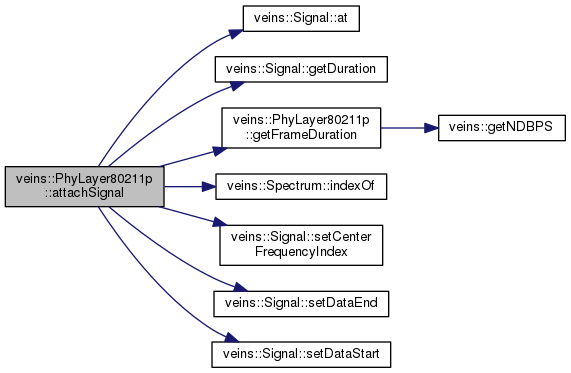 veins::Signal::at
veins::Signal::getDuration
veins::PhyLayer80211p
::getFrameDuration
veins::getNDBPS
veins::PhyLayer80211p
::attachSignal
veins::Spectrum::indexOf
veins::Signal::setCenter
FrequencyIndex
veins::Signal::setDataEnd
veins::Signal::setDataStart